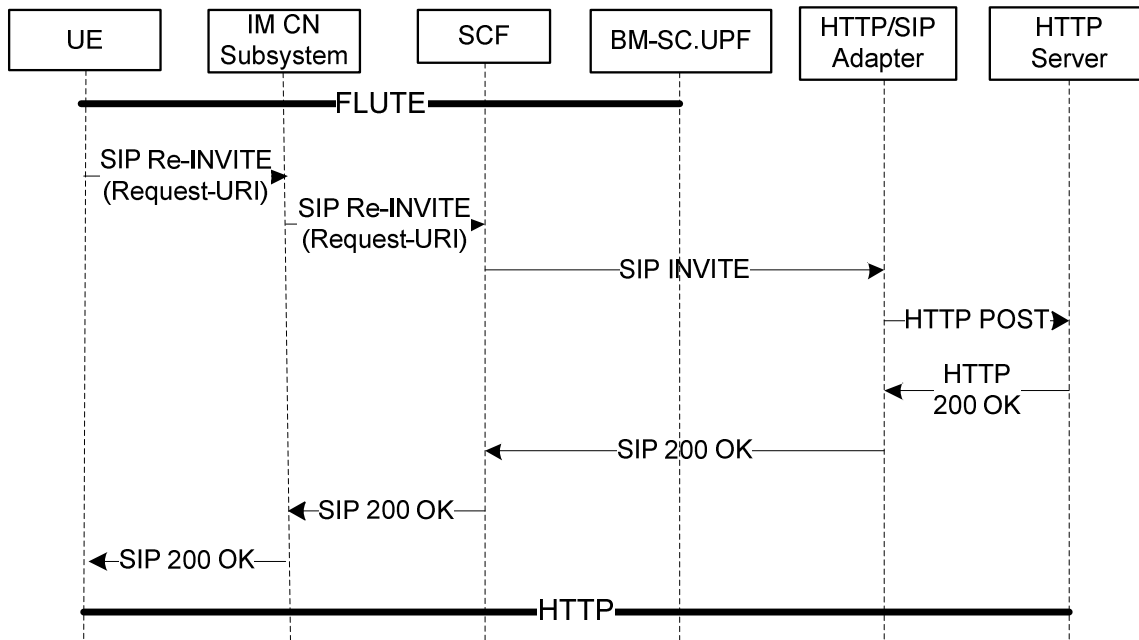 UE
IM CN
Subsystem
SCF
BM-SC.UPF
HTTP/SIP
Adapter
HTTP
Server
FLUTE
SIP Re-INVITE
(Request-URI)
SIP Re-INVITE
(Request-URI)
SIP INVITE
HTTP POST
HTTP
200 OK
SIP 200 OK
SIP 200 OK
SIP 200 OK
HTTP